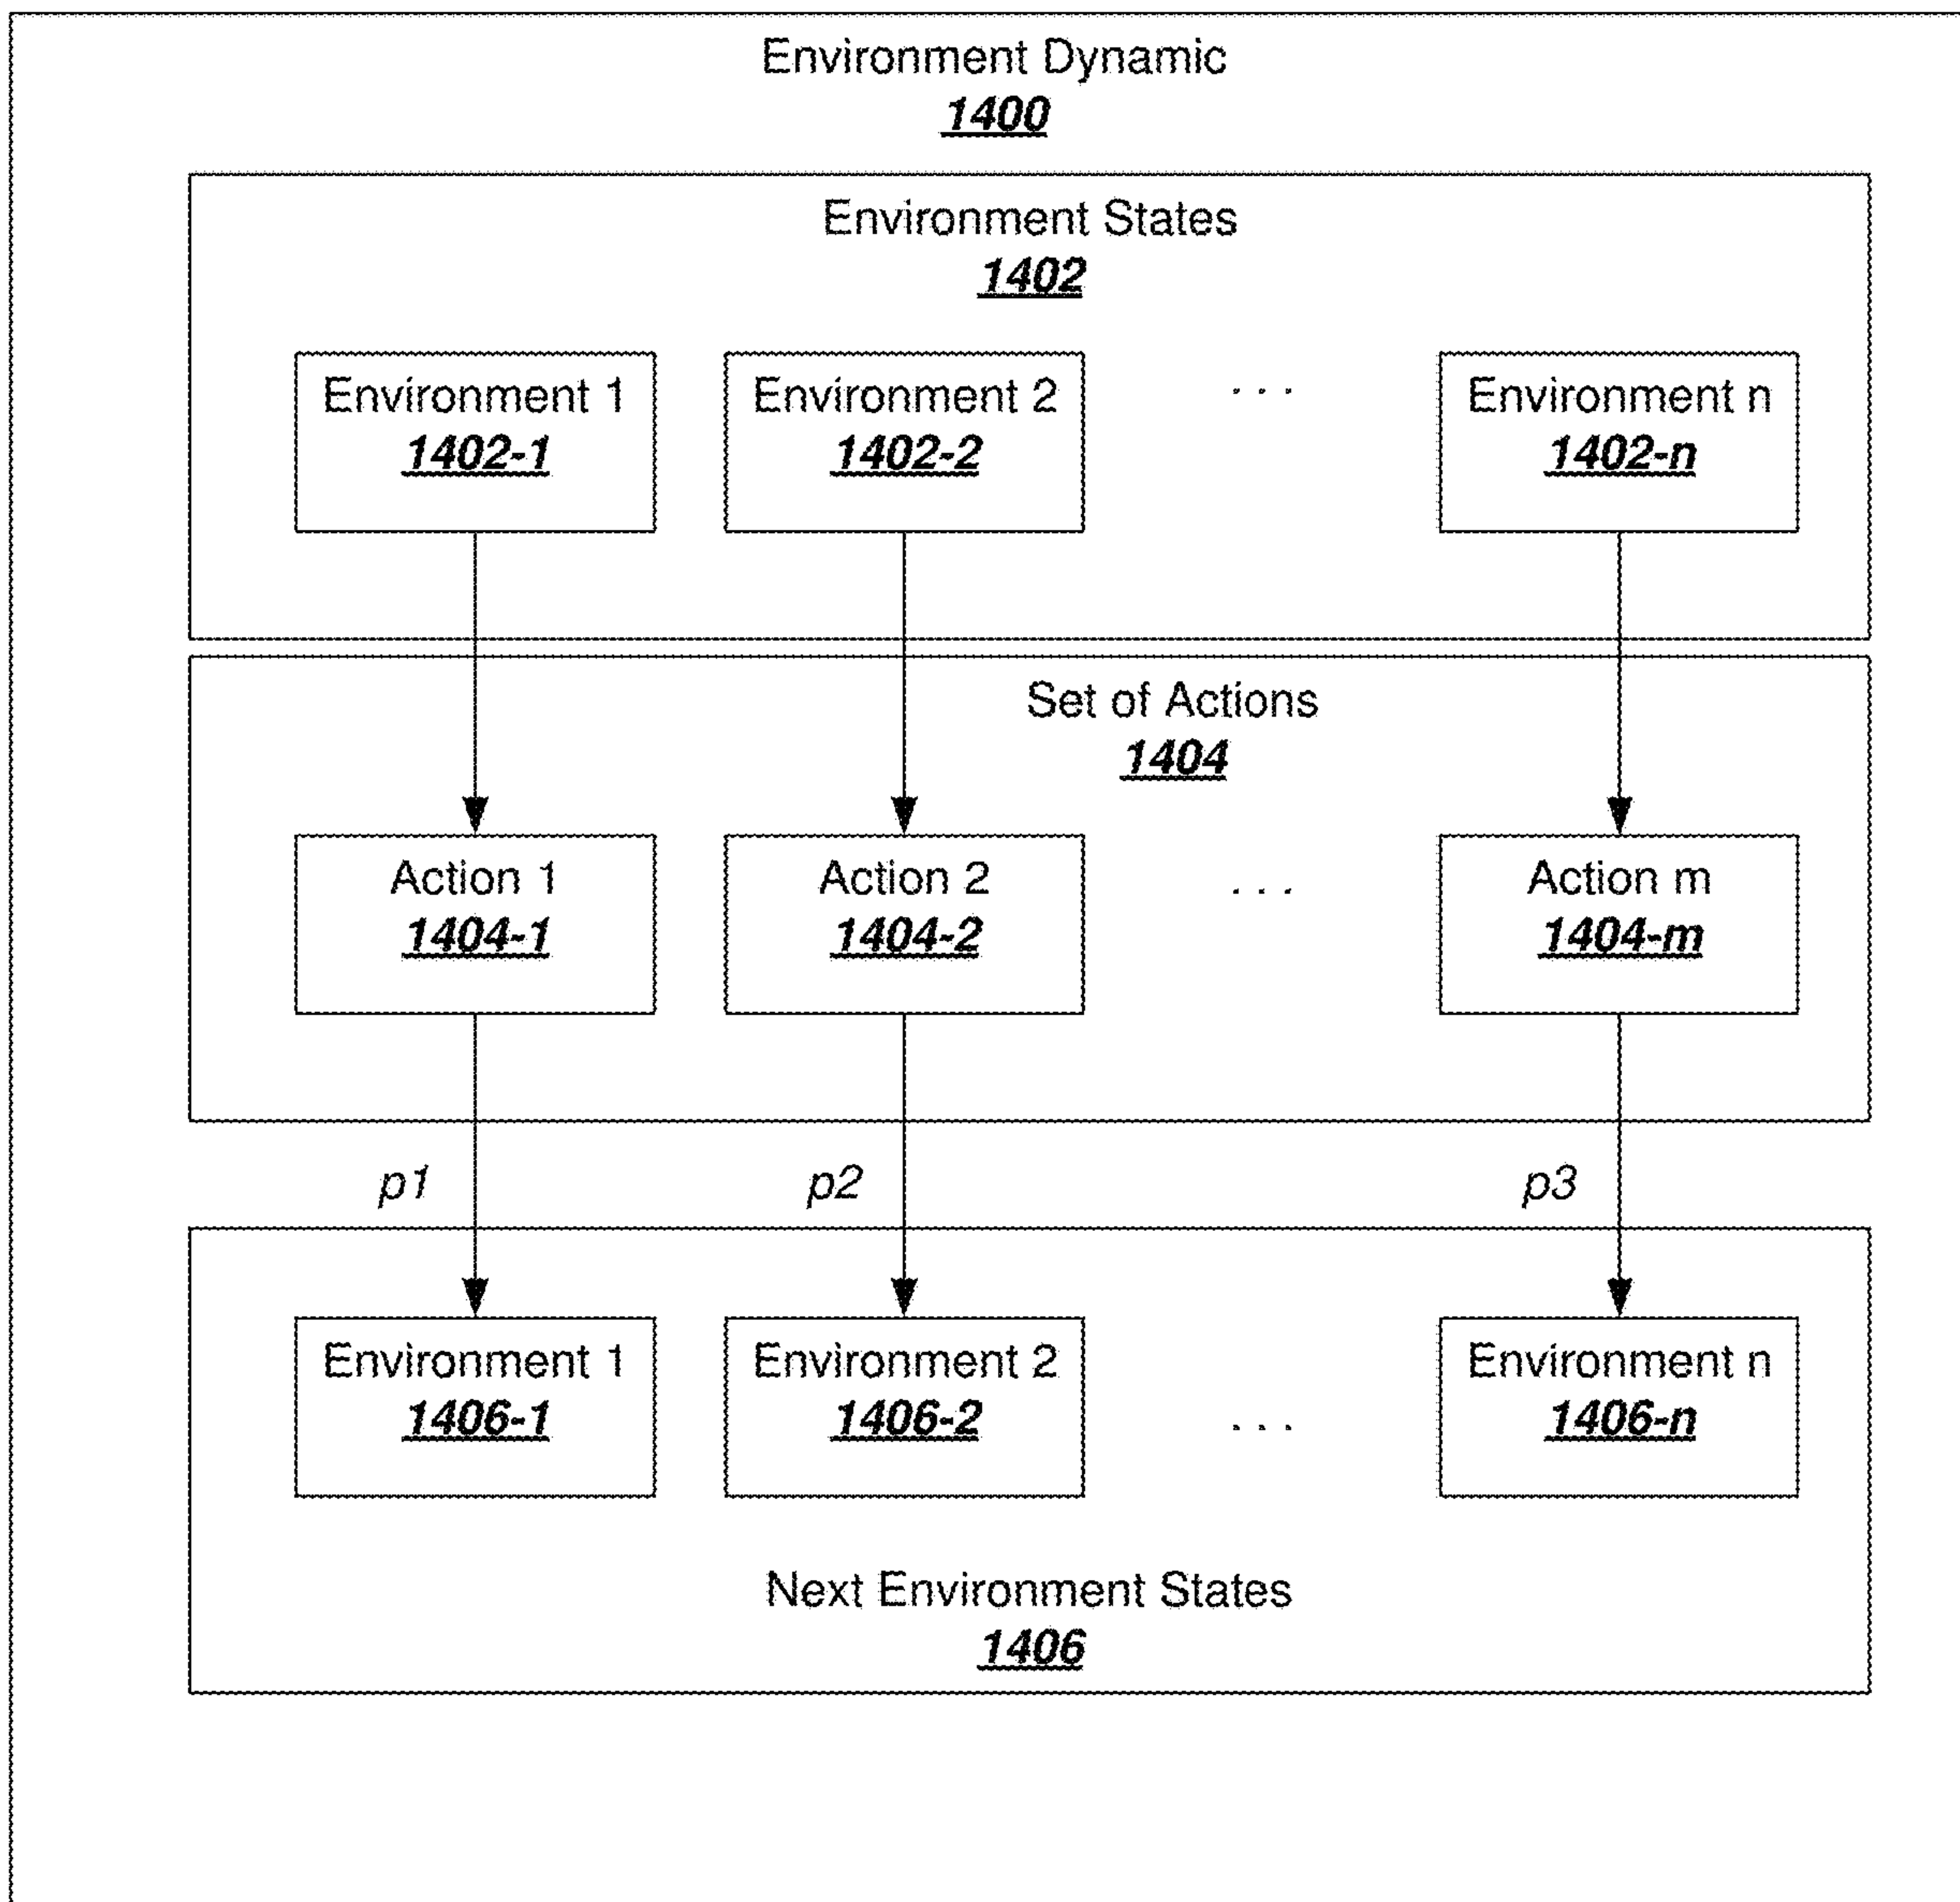 Environment Dynamic
1400
Environment States
1402
Environment 1
1402-1
Environment 2
1402-2
. . .
Environment n
1402-n
Set of Actions
1404
Action 1
1404-1
Action 2
1404-2
. . .
Action m
1404-m
p1
p2
p3
Environment 1
1406-1
Environment 2
1406-2
. . .
Environment n
1406-n
Next Environment States
1406